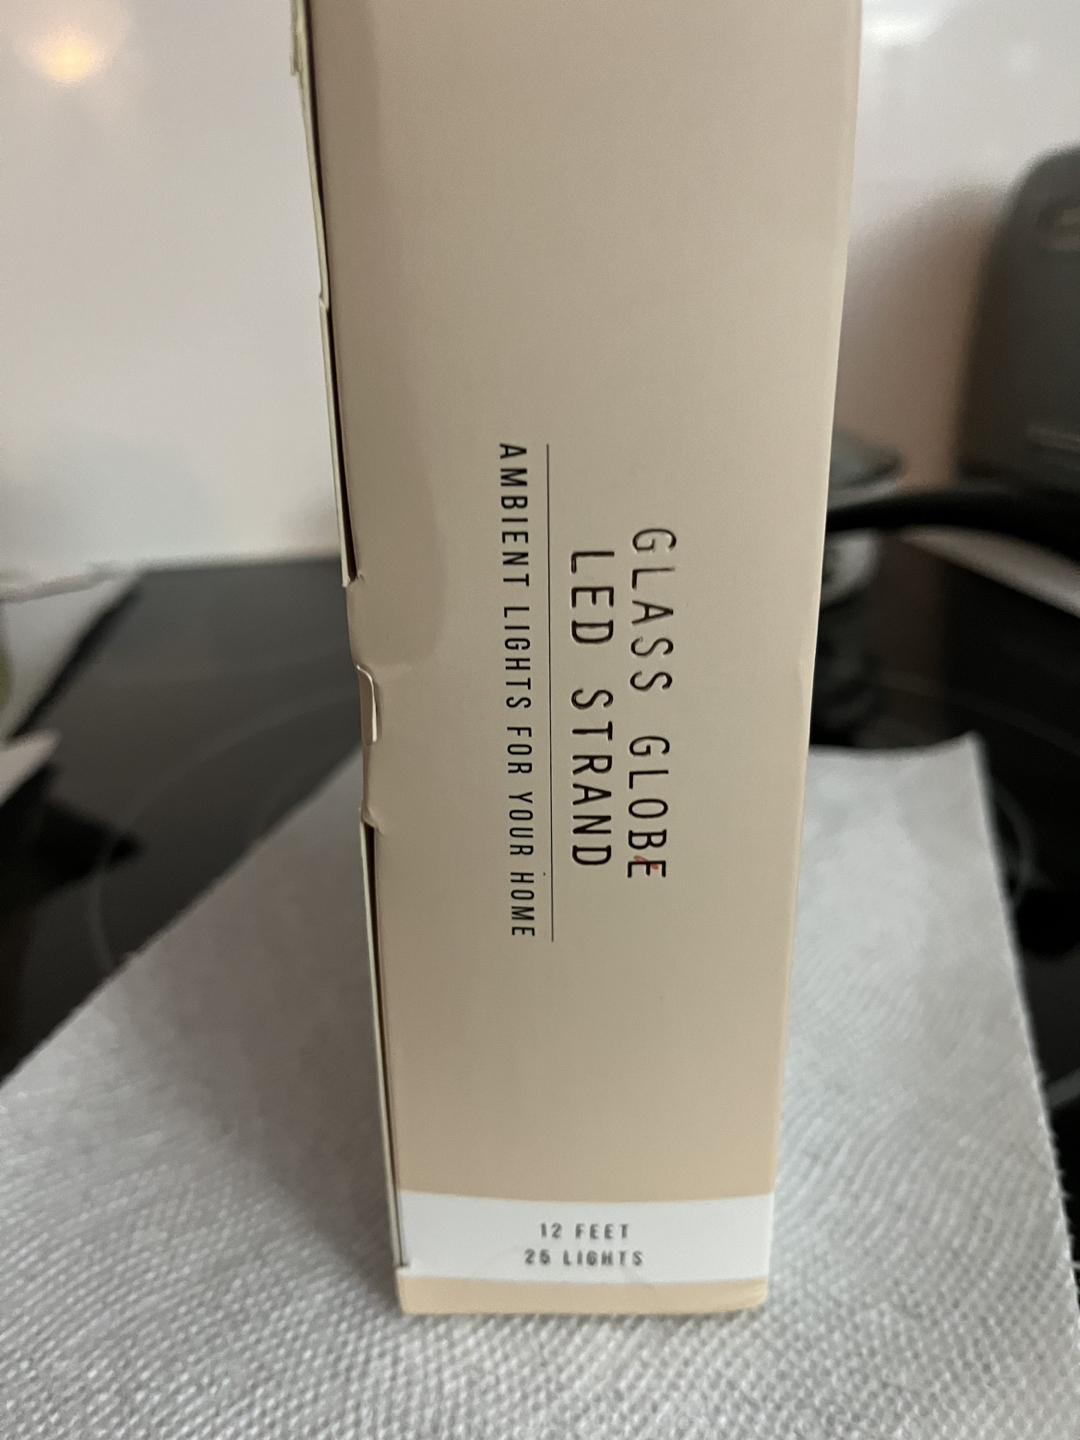 GLASS GLOBE
LED STRAND
AMBIENT LIGHTS FOR YOUR HOME
12 FEET
25 LIGHTS